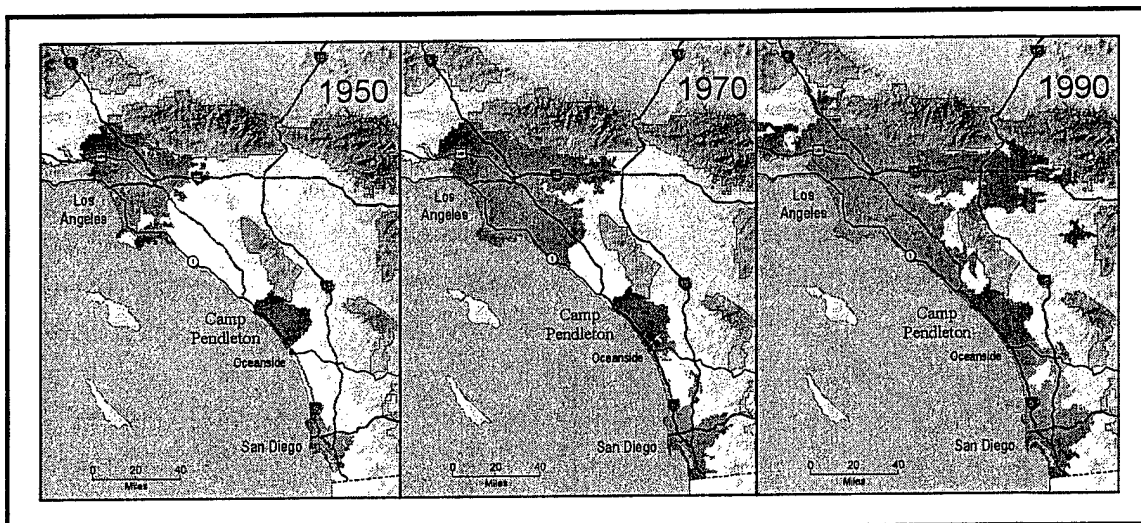 1950
Los
Angeles
Camp
Pendleton
Oceanside
San Diego
0 20 40
Miles
1970
Los
Angeles
1
Camp
Pendleton
Oceanside
San Diego
0 20 40
Miles
1990
Los
Angeles
Camp
Pendleton
Oceanside
San Diego
0 20 40
Miles